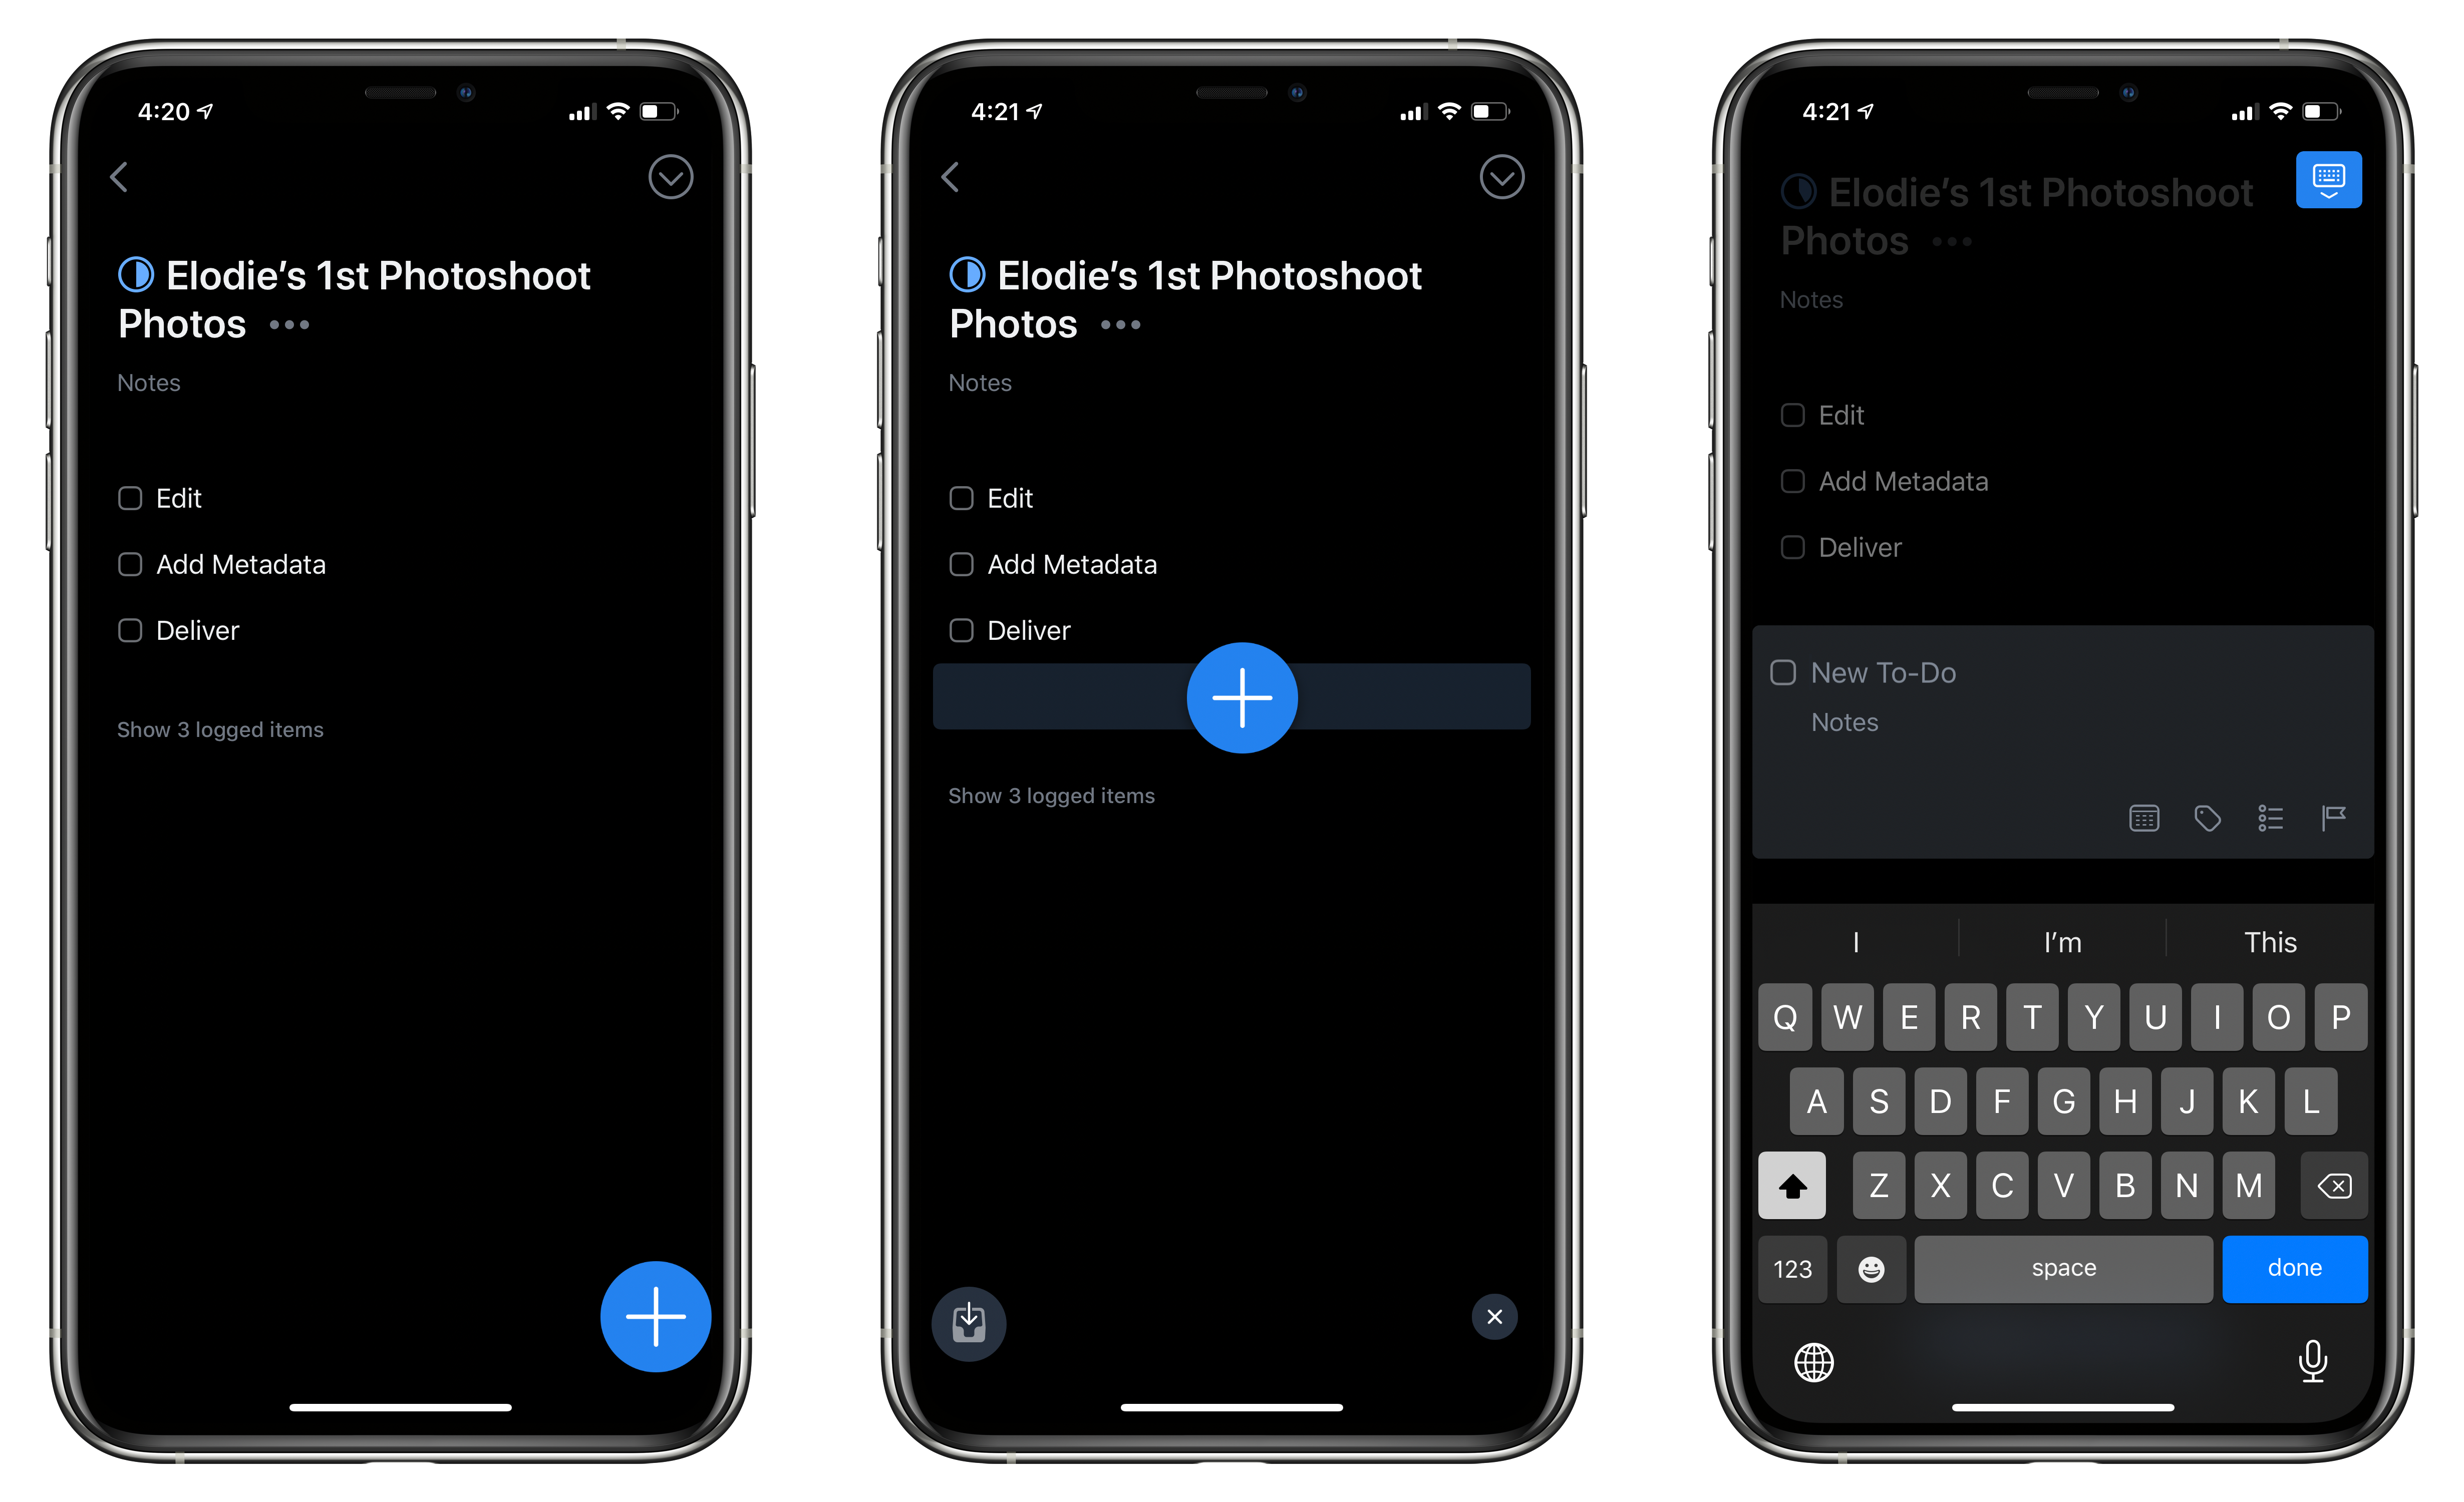 4:20
Elodie’s 1st Photoshoot
Photos
Notes
Edit
Add Metadata
Deliver
Show 3 logged items
4:21
Elodie’s 1st Photoshoot
Photos
Notes
Edit
Add Metadata
Deliver
Show 3 logged items
4:21
Elodie’s 1st Photoshoot
Photos
Notes
Edit
Add Metadata
Deliver
New To-Do
Notes
I I’m This
Q W E R T Y U I O P
A S D F G H J K L
Z X C V B N M
123 space done